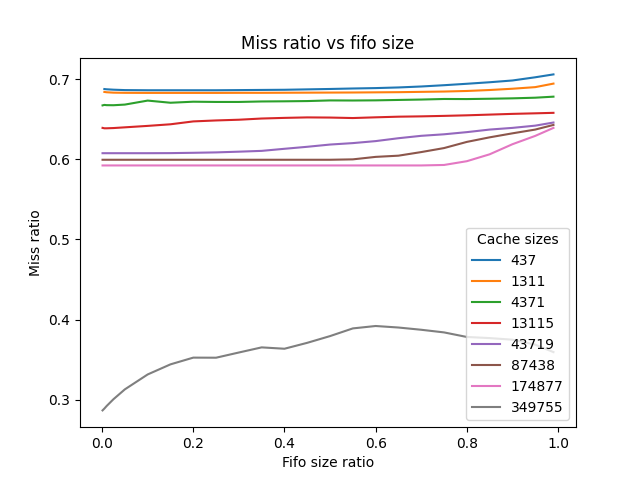 Miss ratio vs fifo size
Miss ratio
0.7
0.6
0.5
0.4
0.3
0.0 0.2 0.4 0.6 0.8 1.0
Fifo size ratio
Cache sizes
437
1311
4371
13115
43719
87438
174877
349755